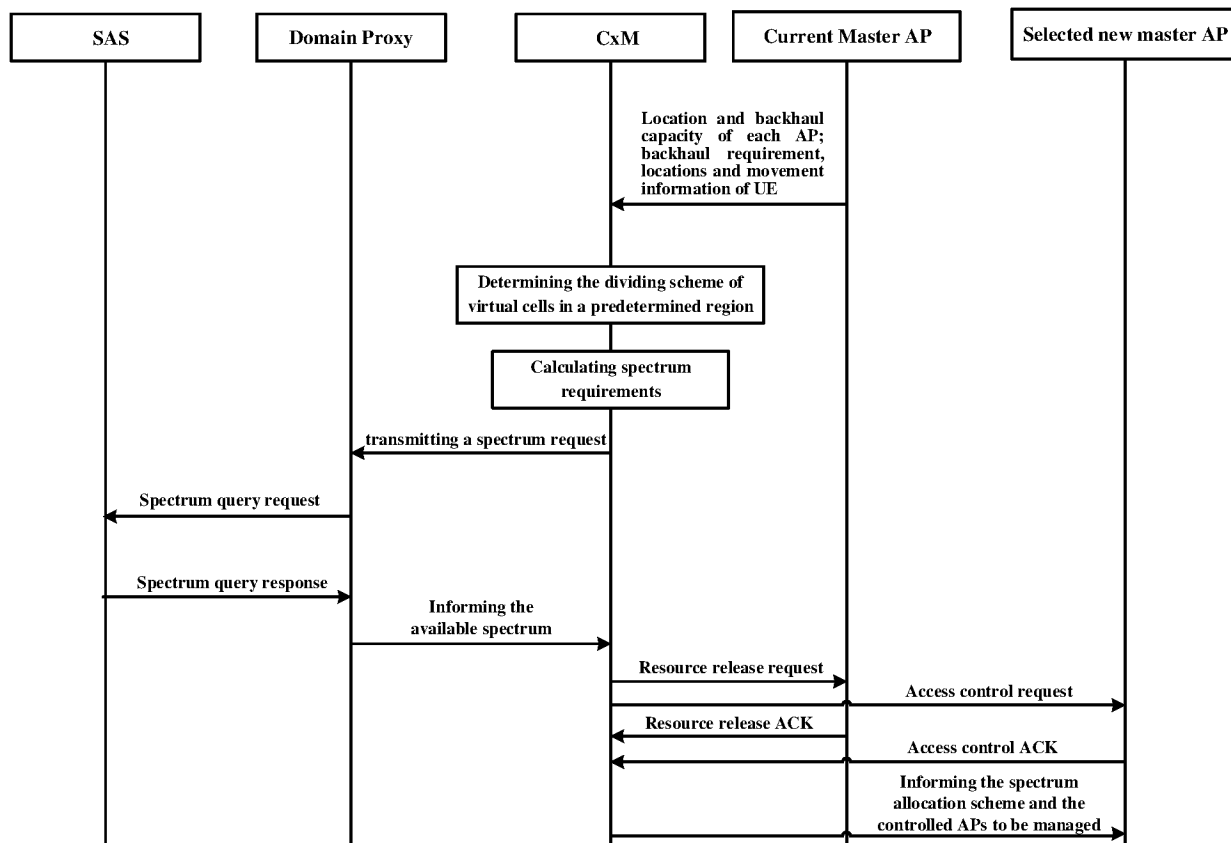 SAS
Domain Proxy
CxM
Current Master AP
Selected new master AP
Location and backhaul
capacity of each AP;
backhaul requirement,
locations and movement
information of UE
Determining the dividing scheme of
virtual cells in a predetermined region
Calculating spectrum
requirements
transmitting a spectrum request
Spectrum query request
Spectrum query response
Informing the
available spectrum
Resource release request
Access control request
Resource release ACK
Access control ACK
Informing the spectrum
allocation scheme and the
controlled APs to be managed